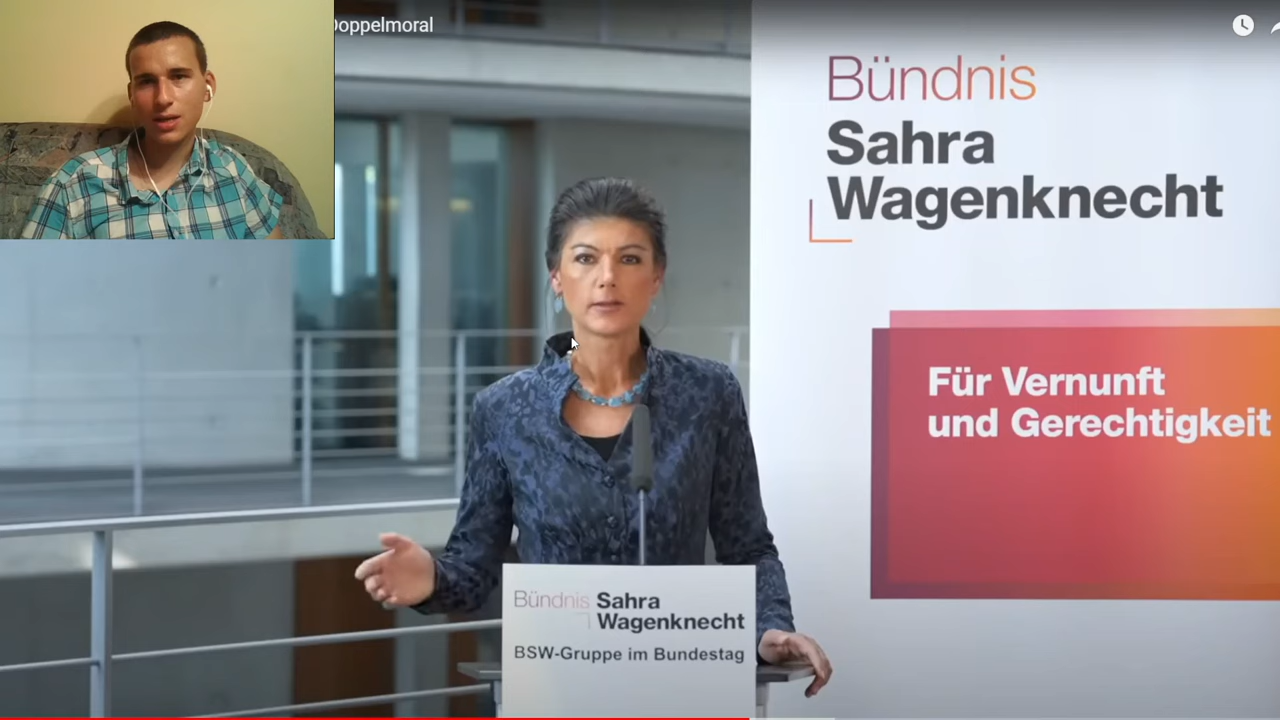 Doppelmoral
Bündnis
Sahra
Wagenknecht
Für Vernunft
und Gerechtigkeit
Bündnis Sahra
Wagenknecht
BSW-Gruppe im Bundestag